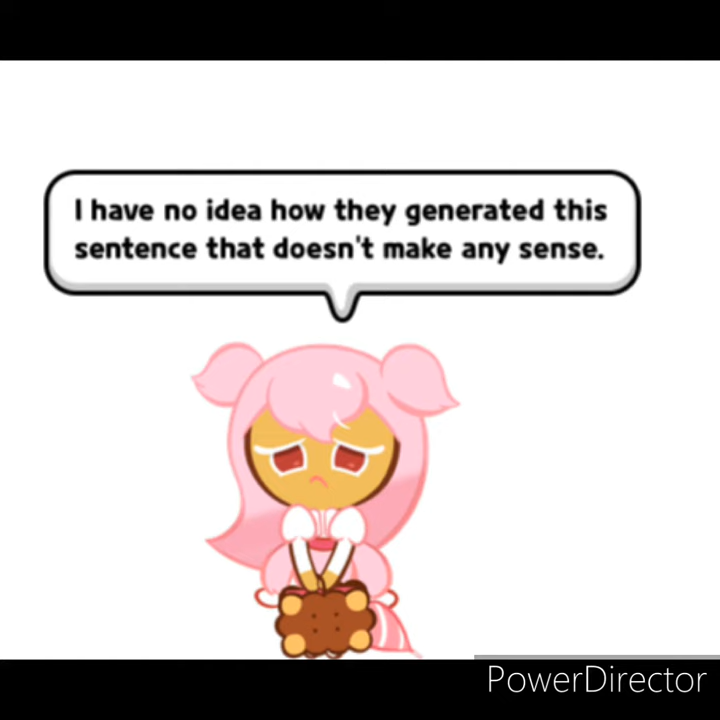 I have no idea how they generated this
sentence that doesn't make any sense.
PowerDirector